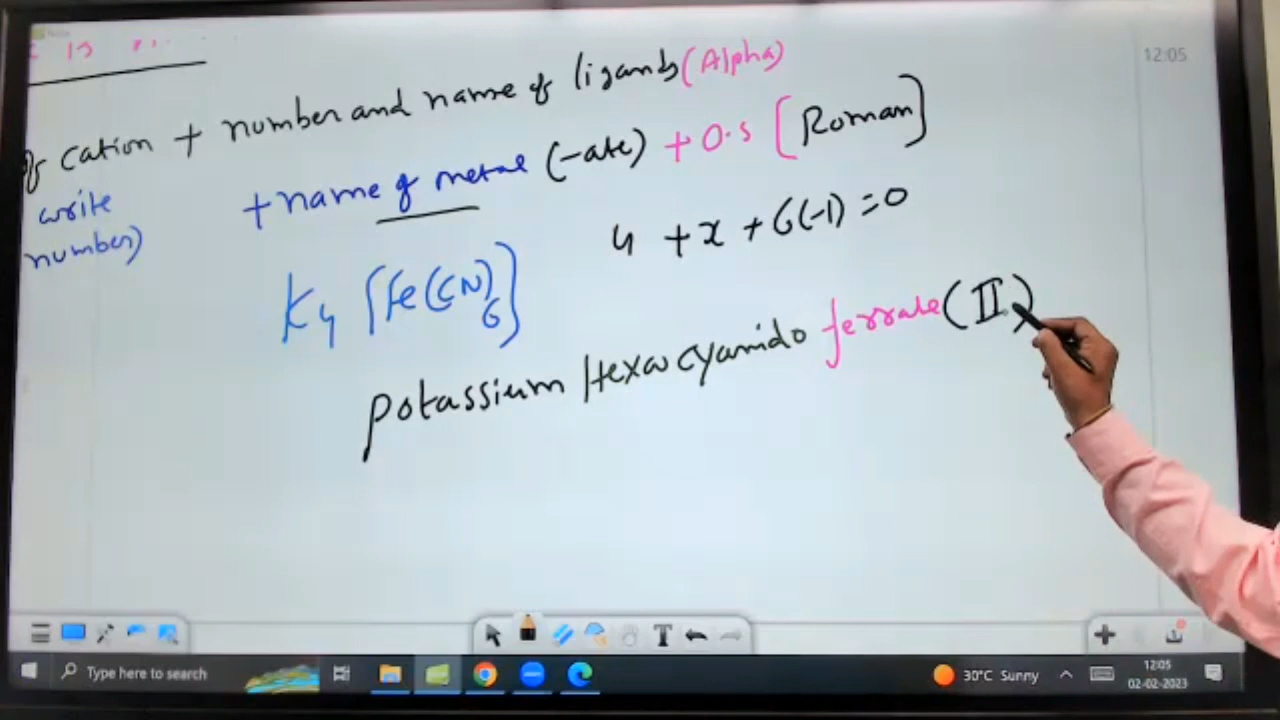 12:05
of cation + number and name of ligands (Alpha)
write
number)
+ name of metal (-ate) + O.S [Roman]
4 + x + 6(-1) = 0
K4 [Fe(CN)6]
potassium Hexacyanido ferrate (II)
Type here to search
30°C Sunny
12:05
02-02-2023